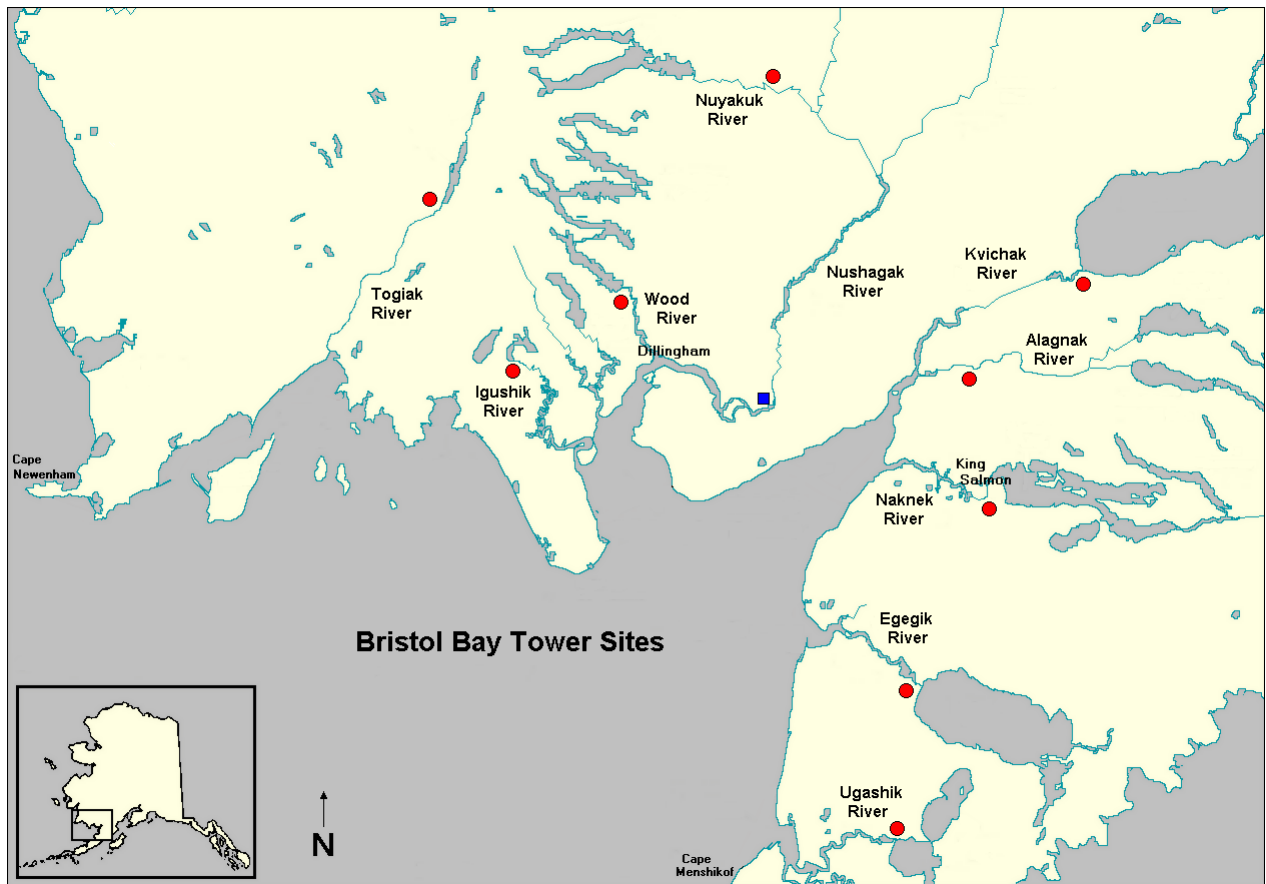 Nuyakuk
River
Kvichak
River
Nushagak
River
Togiak
River
Wood
River
Alagnak
River
Dillingham
Igushik
River
Cape
Newenham
King
Salmon
Naknek
River
Egegik
River
Bristol Bay Tower Sites
Ugashik
River
N
Cape
Menshikof